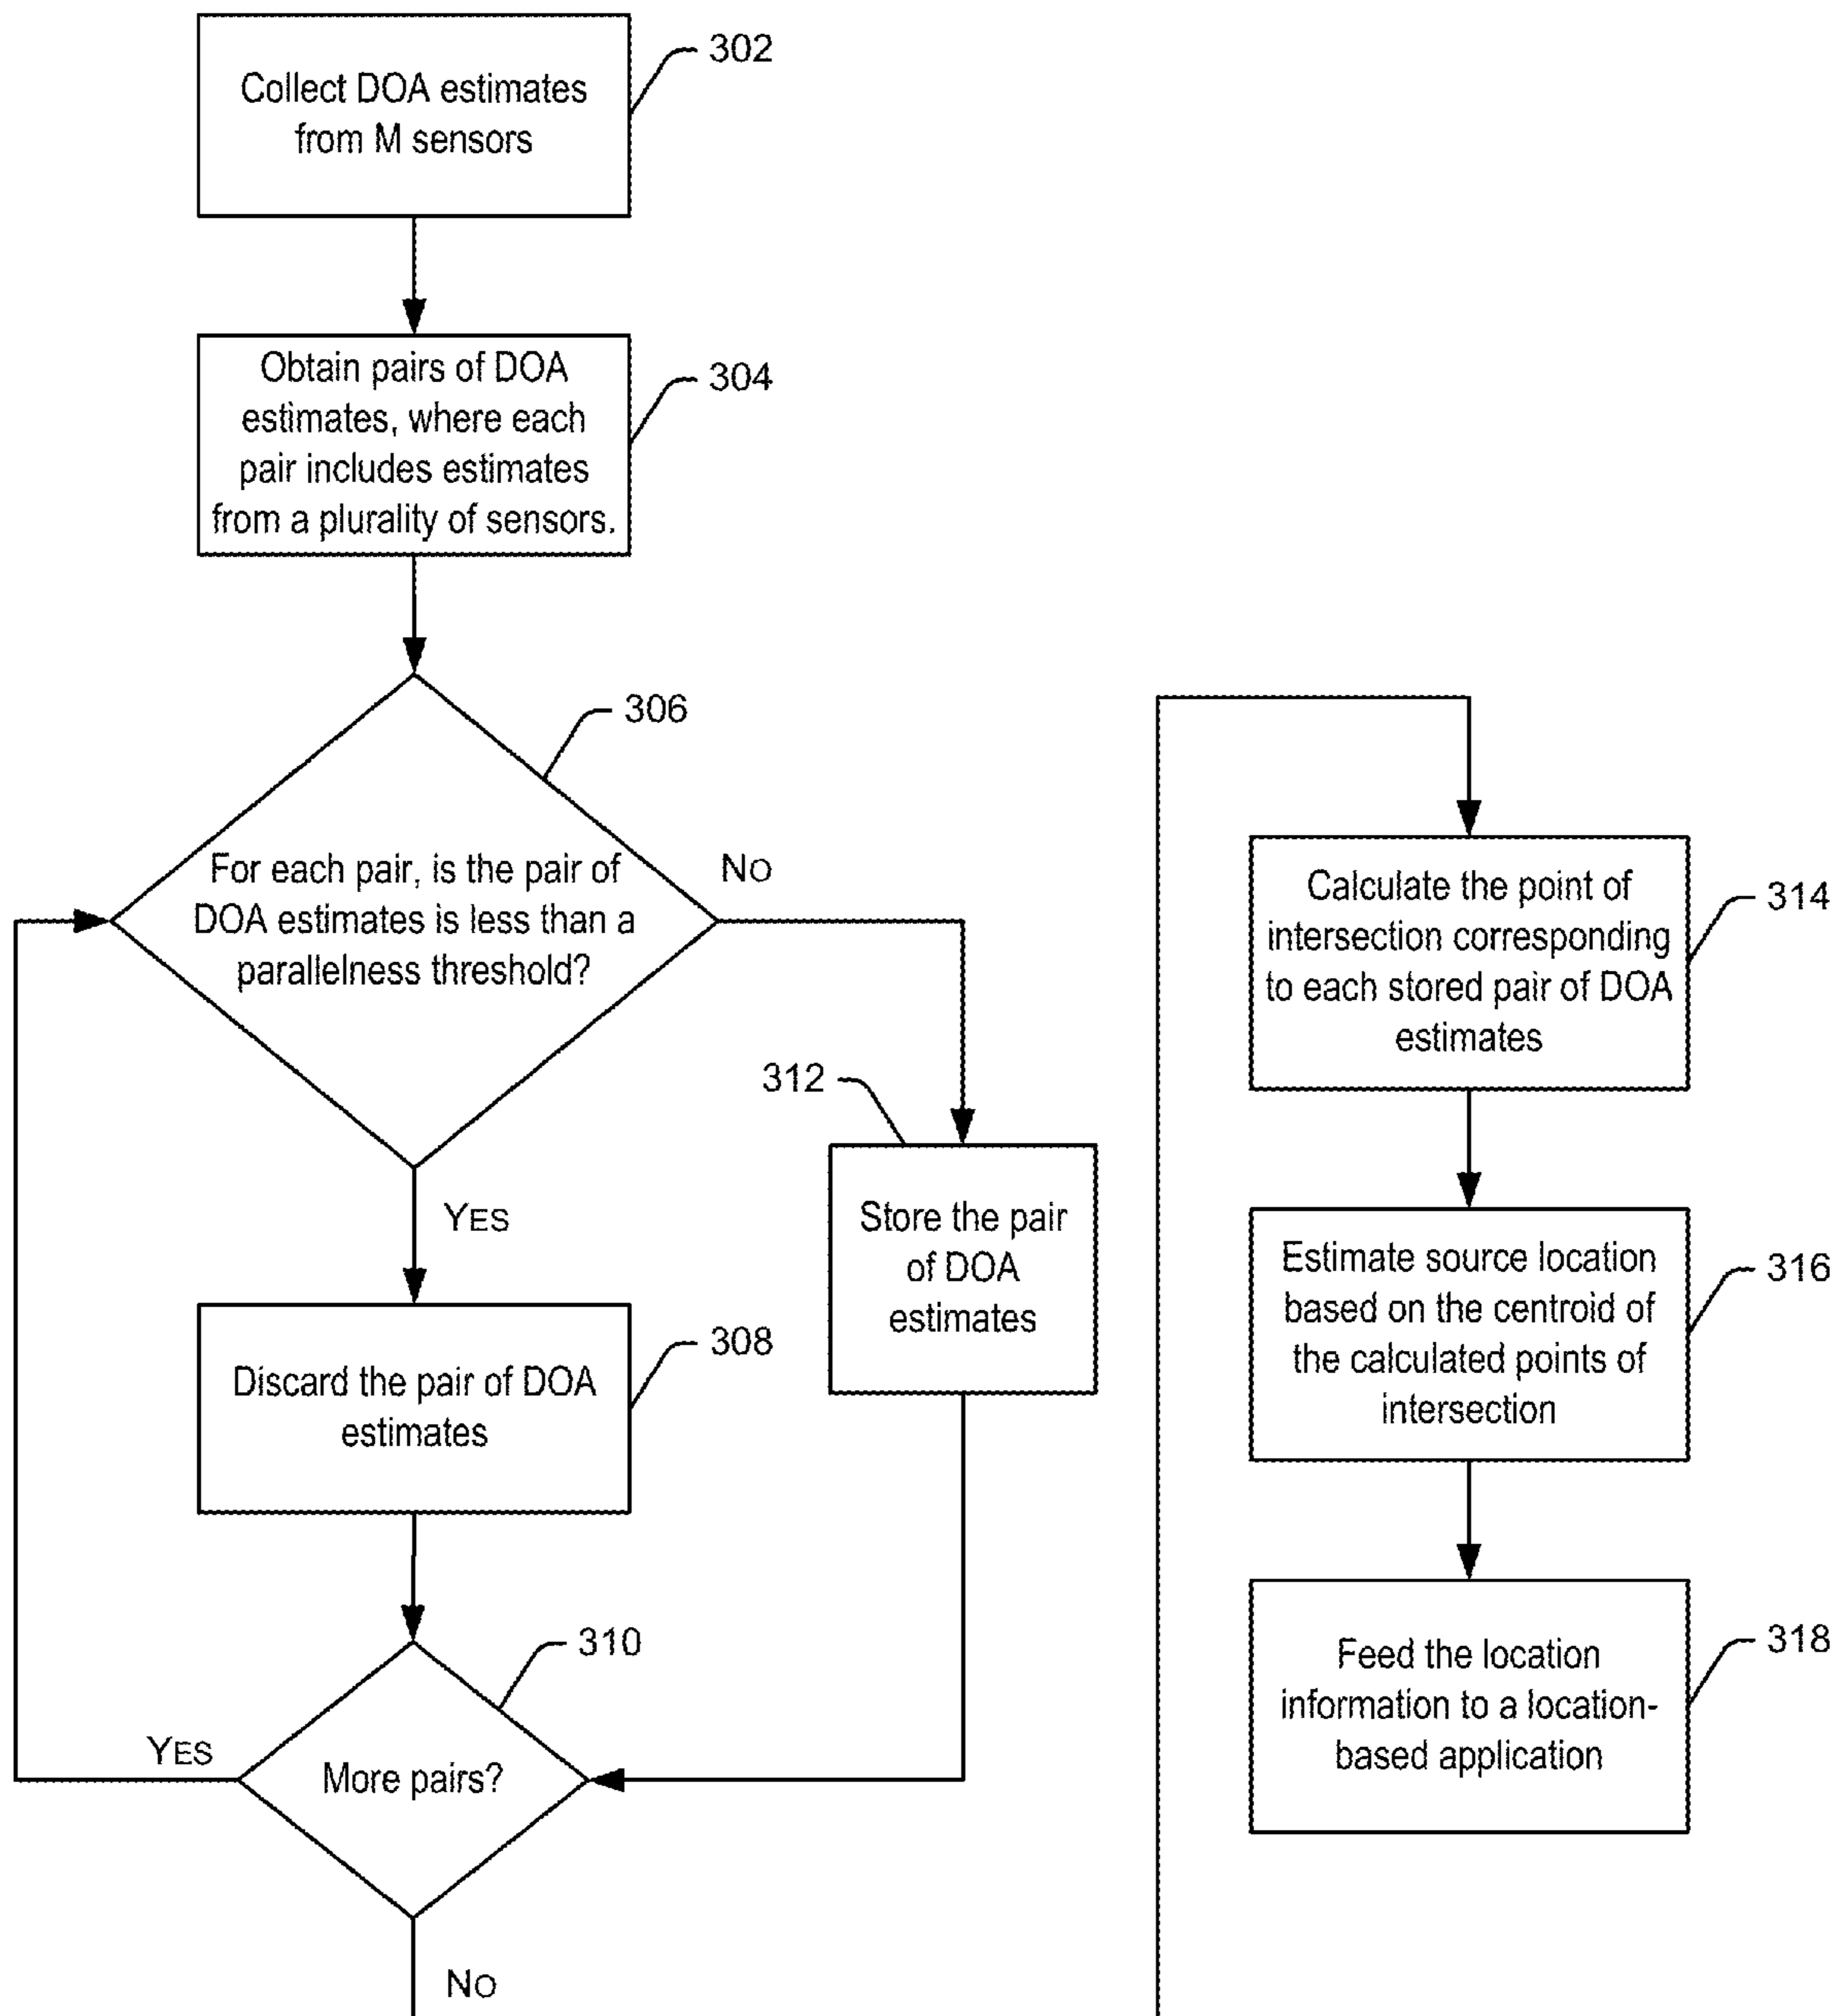 302
Collect DOA estimates
from M sensors
304
Obtain pairs of DOA
estimates, where each
pair includes estimates
from a plurality of sensors.
306
For each pair, is the pair of
DOA estimates is less than a
parallelness threshold?
NO
YES
312
Store the pair
of DOA
estimates
308
Discard the pair of DOA
estimates
310
More pairs?
YES
NO
314
Calculate the point of
intersection corresponding
to each stored pair of DOA
estimates
316
Estimate source location
based on the centroid of
the calculated points of
intersection
318
Feed the location
information to a location-
based application